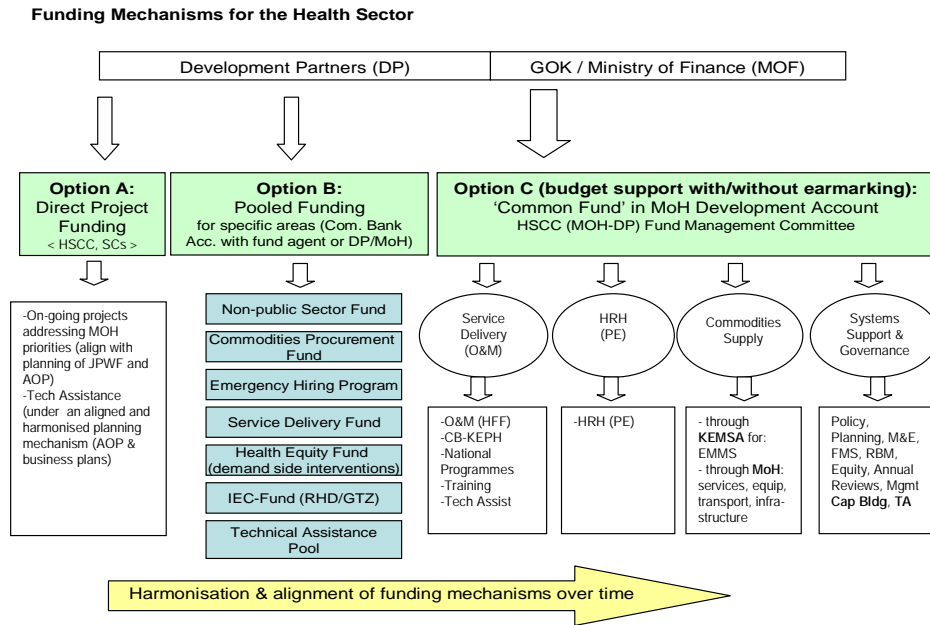 Funding Mechanisms for the Health Sector
Development Partners (DP)
GOK / Ministry of Finance (MOF)
Option A:
Direct Project
Funding
< HSCC, SCs >
Option B:
Pooled Funding
for specific areas (Com. Bank
Acc. with fund agent or DP/MoH)
Option C (budget support with/without earmarking):
'Common Fund' in MoH Development Account
HSCC (MOH-DP) Fund Management Committee
-On-going projects
addressing MOH
priorities (align with
planning of JPWF and
AOP)
-Tech Assistance
(under an aligned and
harmonised planning
mechanism (AOP &
business plans)
Non-public Sector Fund
Commodities Procurement
Fund
Emergency Hiring Program
Service Delivery Fund
Health Equity Fund
(demand side interventions)
IEC-Fund (RHD/GTZ)
Technical Assistance
Pool
Service
Delivery
(O&M)
HRH
(PE)
Commodities
Supply
Systems
Support &
Governance
-O&M (HFF)
-CB-KEPH
-National
Programmes
-Training
-Tech Assist
-HRH (PE)
- through
KEMSA for:
EMMS
- through MoH:
services, equip,
transport, infra-
structure
Policy,
Planning, M&E,
FMS, RBM,
Equity, Annual
Reviews, Mgmt
Cap Bldg, TA
Harmonisation & alignment of funding mechanisms over time